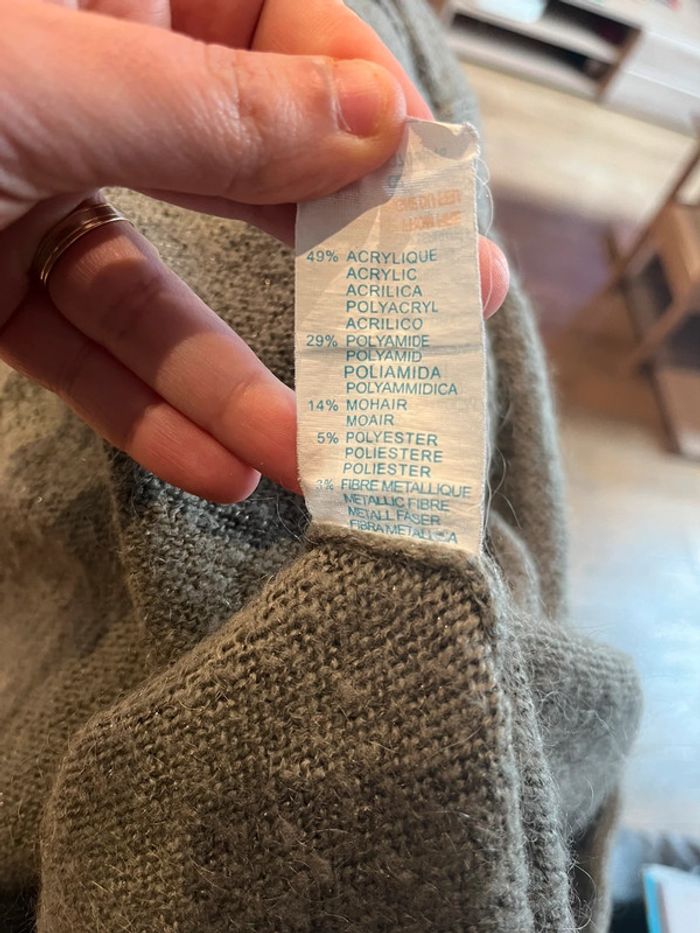 49% ACRYLIQUE
ACRYLIC
ACRILICA
POLYACRYL
ACRILICO
29% POLYAMIDE
POLYAMID
POLIAMIDA
POLYAMMIDICA
14% MOHAIR
MOAIR
5% POLYESTER
POLIESTERE
POLIESTER
3% FIBRE METALLIQUE
METALLIC FIBRE
METALL FASER
FIBRA METALLICA